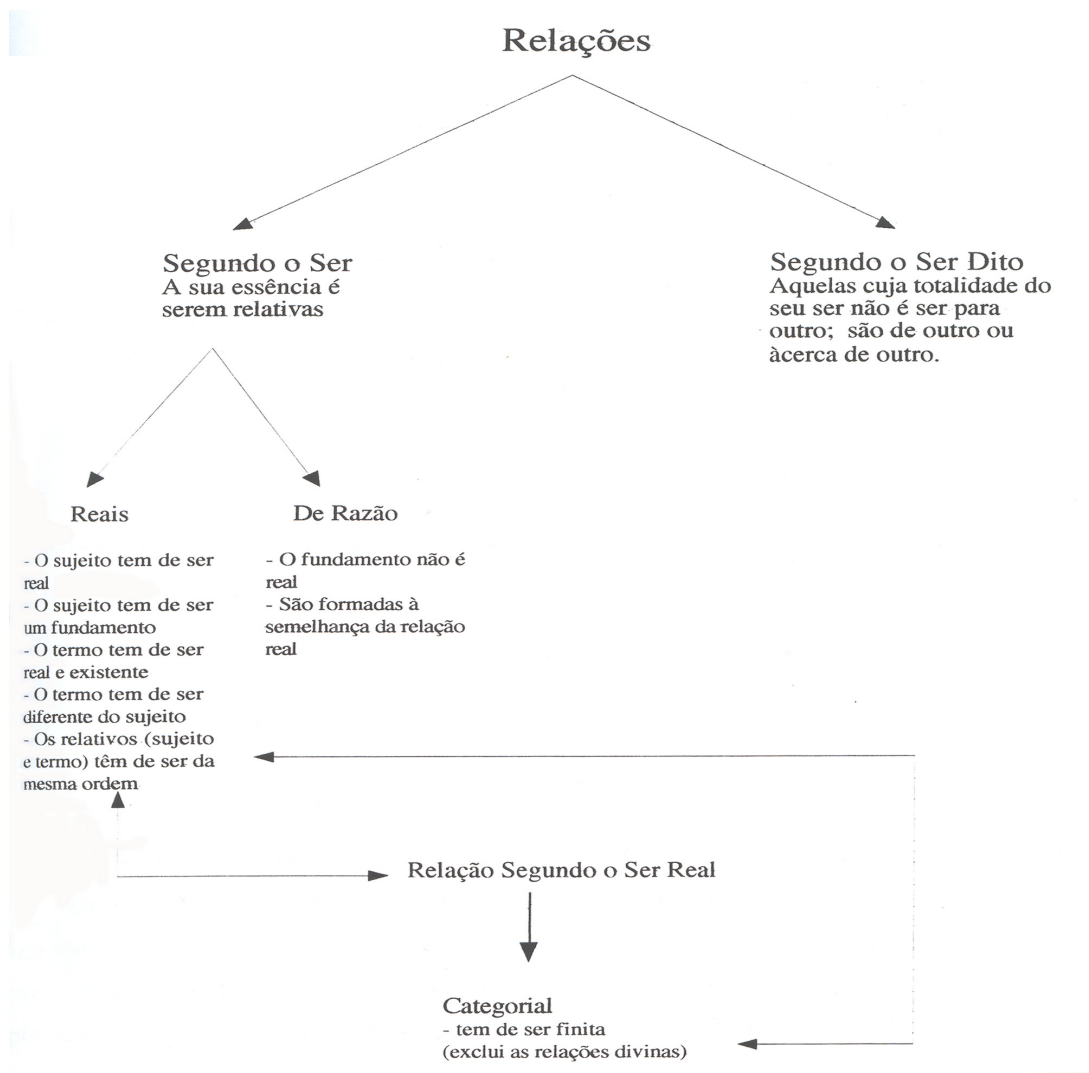 Relações
Segundo o Ser
A sua essência é
serem relativas
Segundo o Ser Dito
Aquelas cuja totalidade do
seu ser não é ser para
outro; são de outro ou
àcerca de outro.
Reais
- O sujeito tem de ser
real
- O sujeito tem de ser
um fundamento
- O termo tem de ser
real e existente
- O termo tem de ser
diferente do sujeito
- Os relativos (sujeito
e termo) têm de ser da
mesma ordem
De Razão
- O fundamento não é
real
- São formadas à
semelhança da relação
real
Relação Segundo o Ser Real
Categorial
- tem de ser finita
(exclui as relações divinas)